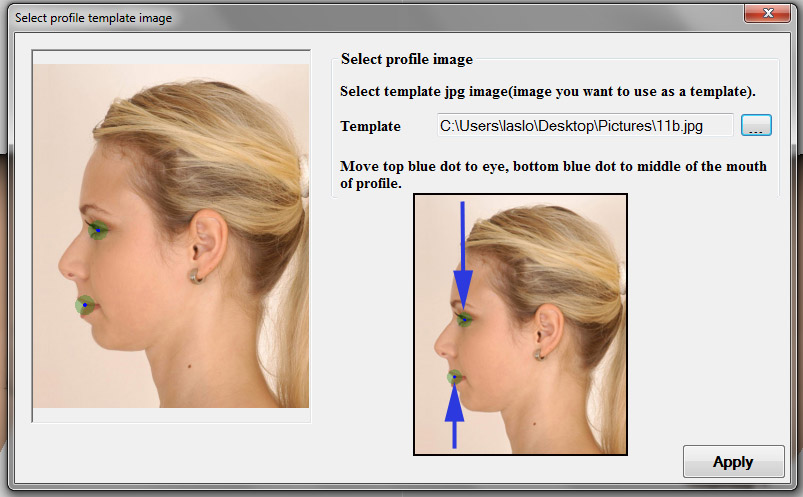 Select profile template image
Select profile image
Select template jpg image(image you want to use as a template).
Template
C:\Users\laslo\Desktop\Pictures\11b.jpg
...
Move top blue dot to eye, bottom blue dot to middle of the mouth
of profile.
Apply